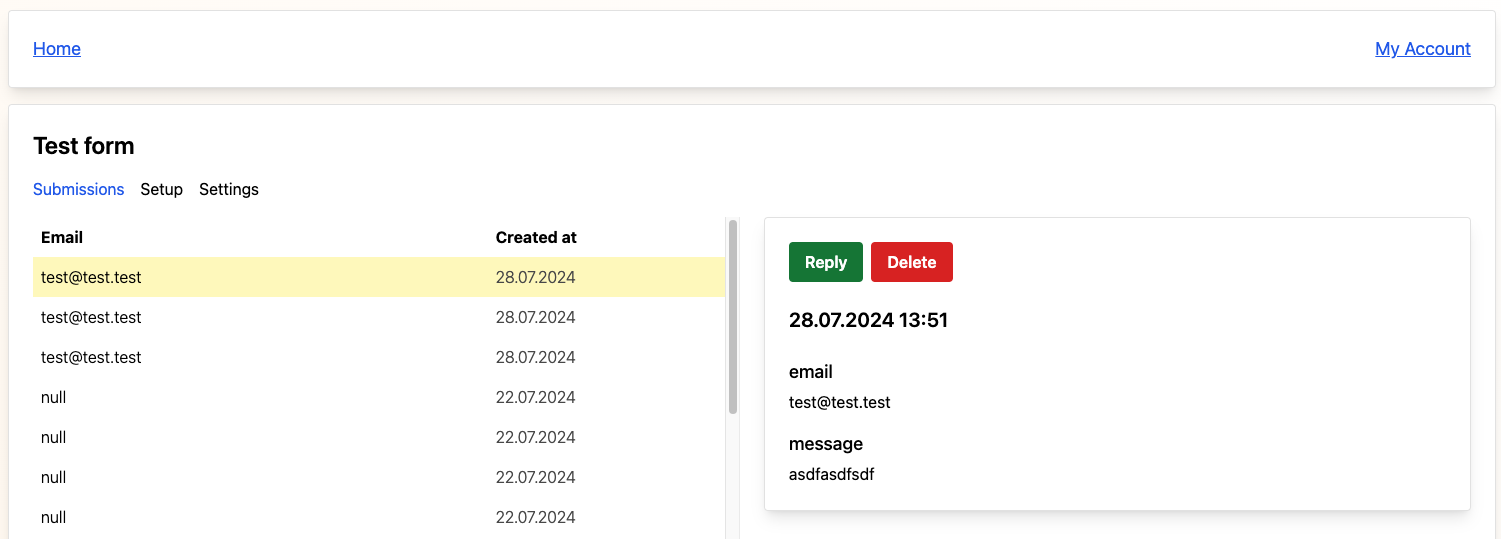 Home
My Account
Test form
Submissions Setup Settings
Email Created at
test@test.test 28.07.2024
test@test.test 28.07.2024
test@test.test 28.07.2024
null 22.07.2024
null 22.07.2024
null 22.07.2024
null 22.07.2024
Reply Delete
28.07.2024 13:51
email
test@test.test
message
asdfasdfsdf